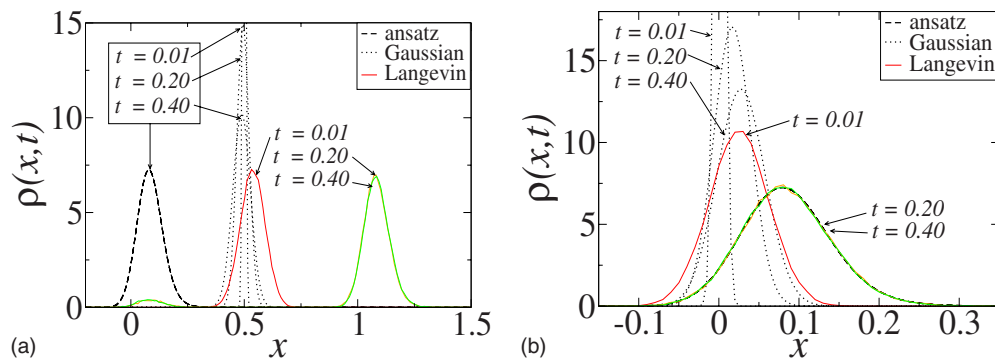 15
10
5
0
ρ(x,t)
t = 0.01
t = 0.20
t = 0.40
ansatz
Gaussian
Langevin
t = 0.01
t = 0.20
t = 0.40
0 0.5 1 1.5
x
(a)
15
10
5
0
ρ(x,t)
t = 0.01
t = 0.20
t = 0.40
ansatz
Gaussian
Langevin
t = 0.01
t = 0.20
t = 0.40
-0.1 0 0.1 0.2 0.3
x
(b)